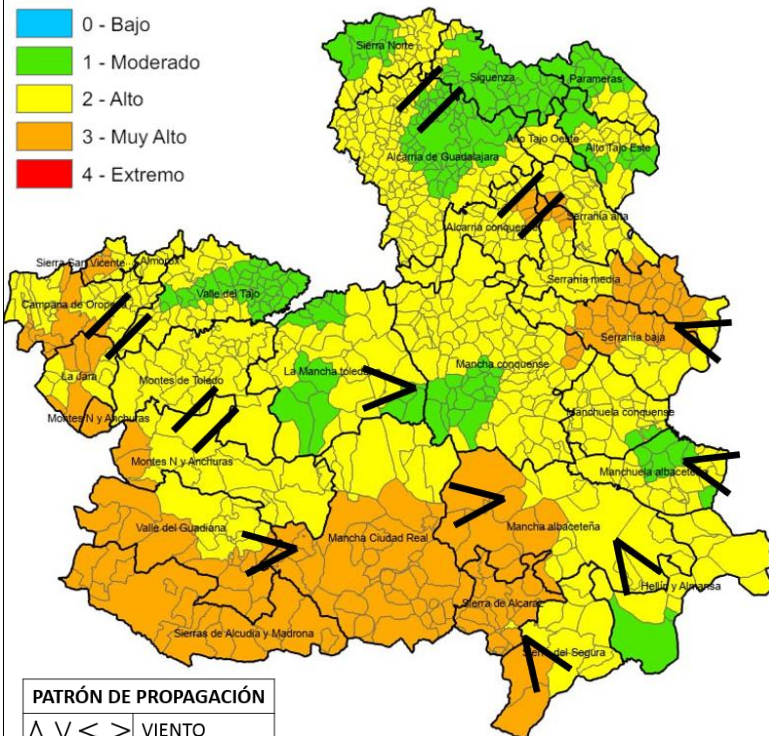 0 - Bajo
1 - Moderado
2 - Alto
3 - Muy Alto
4 - Extremo
Sierra Norte
Siguenza
Parameras
Alto Tajo Oeste
Alto Tajo Este
Alcarria de Guadalajara
Alcarria conquense
Serranía alta
Sierra San Vicente
Almorox
Serranía media
Campana de Oropesa
Valle del Tajo
Serranía baja
La Jara
Montes de Toledo
La Mancha toledana
Mancha conquense
Montes N y Anchuras
Manchuela conquense
Montes N y Anchuras
Manchuela albaceteña
Valle del Guadiana
Mancha Ciudad Real
Mancha albaceteña
Hellín y Almansa
Sierra de Alcaraz
Sierras de Alcudia y Madrona
Sierra del Segura
PATRÓN DE PROPAGACIÓN
Λ V < > VIENTO